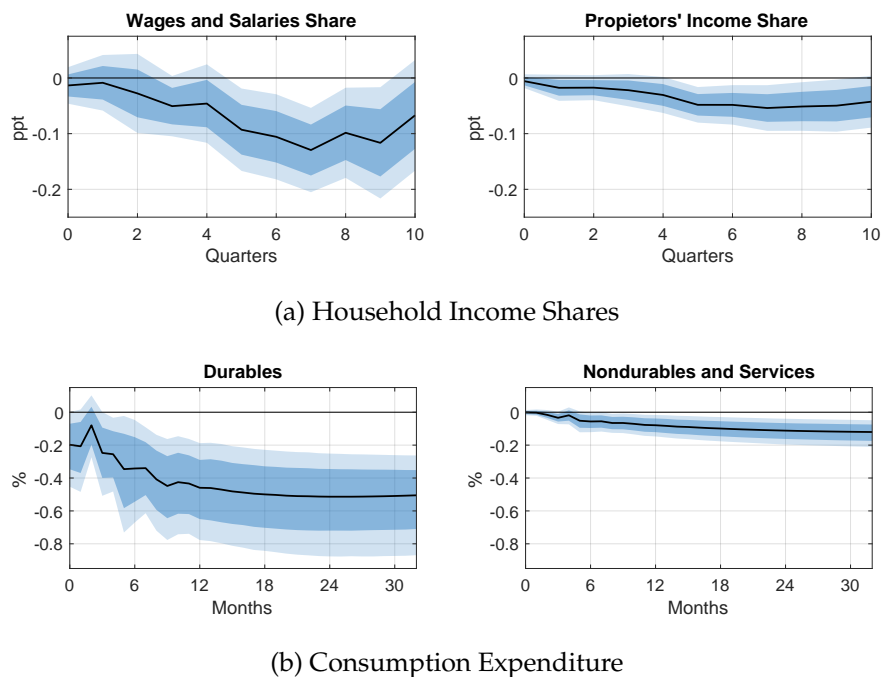 Wages and Salaries Share
Propietors' Income Share
0
-0.1
-0.2
ppt
0 2 4 6 8 10
Quarters
0
-0.1
-0.2
ppt
0 2 4 6 8 10
Quarters
(a) Household Income Shares
Durables
Nondurables and Services
0
-0.2
-0.4
-0.6
-0.8
%
0 6 12 18 24 30
Months
0
-0.2
-0.4
-0.6
-0.8
%
0 6 12 18 24 30
Months
(b) Consumption Expenditure